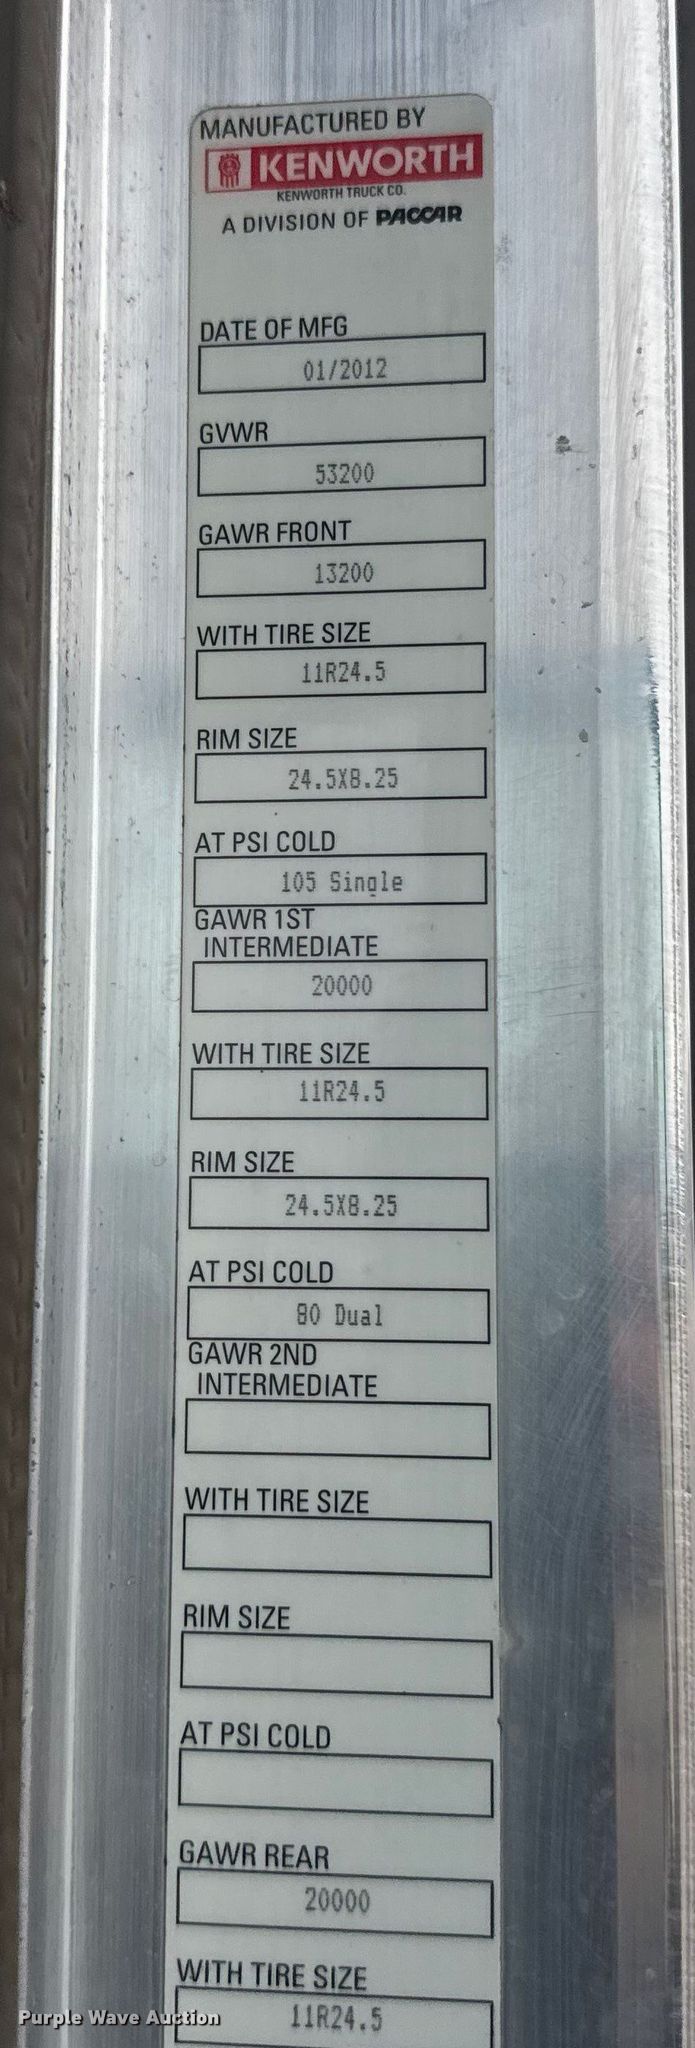 MANUFACTURED BY
KENWORTH
KENWORTH TRUCK CO.
A DIVISION OF PACCAR
DATE OF MFG
01/2012
GVWR
53200
GAWR FRONT
13200
WITH TIRE SIZE
11R24.5
RIM SIZE
24.5X8.25
AT PSI COLD
105 Single
GAWR 1ST
INTERMEDIATE
20000
WITH TIRE SIZE
11R24.5
RIM SIZE
24.5X8.25
AT PSI COLD
80 Dual
GAWR 2ND
INTERMEDIATE
WITH TIRE SIZE
RIM SIZE
AT PSI COLD
GAWR REAR
20000
WITH TIRE SIZE
11R24.5
Purple Wave Auction